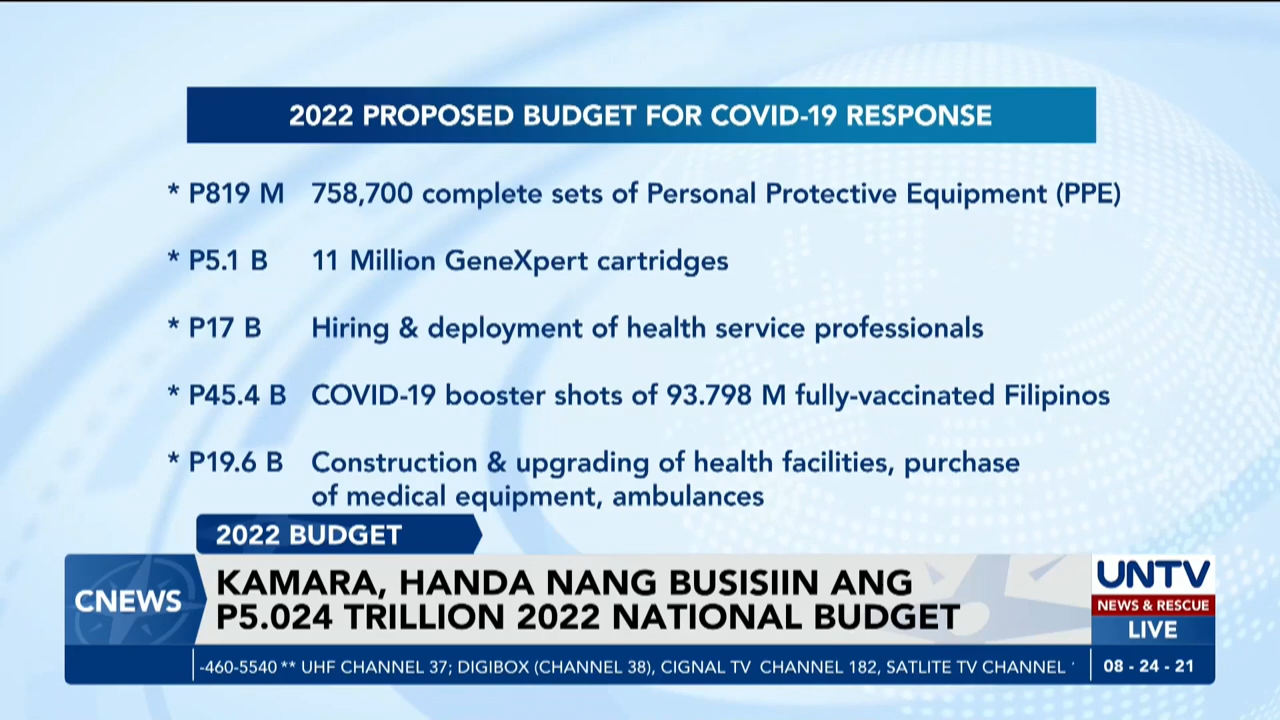 2022 PROPOSED BUDGET FOR COVID-19 RESPONSE
* P819 M 758,700 complete sets of Personal Protective Equipment (PPE)
* P5.1 B 11 Million GeneXpert cartridges
* P17 B Hiring & deployment of health service professionals
* P45.4 B COVID-19 booster shots of 93.798 M fully-vaccinated Filipinos
* P19.6 B Construction & upgrading of health facilities, purchase
of medical equipment, ambulances
2022 BUDGET
CNEWS
KAMARA, HANDA NANG BUSISIIN ANG
P5.024 TRILLION 2022 NATIONAL BUDGET
UNTV
NEWS & RESCUE
LIVE
-460-5540 ** UHF CHANNEL 37; DIGIBOX (CHANNEL 38), CIGNAL TV CHANNEL 182, SATLITE TV CHANNEL
08 - 24 - 21